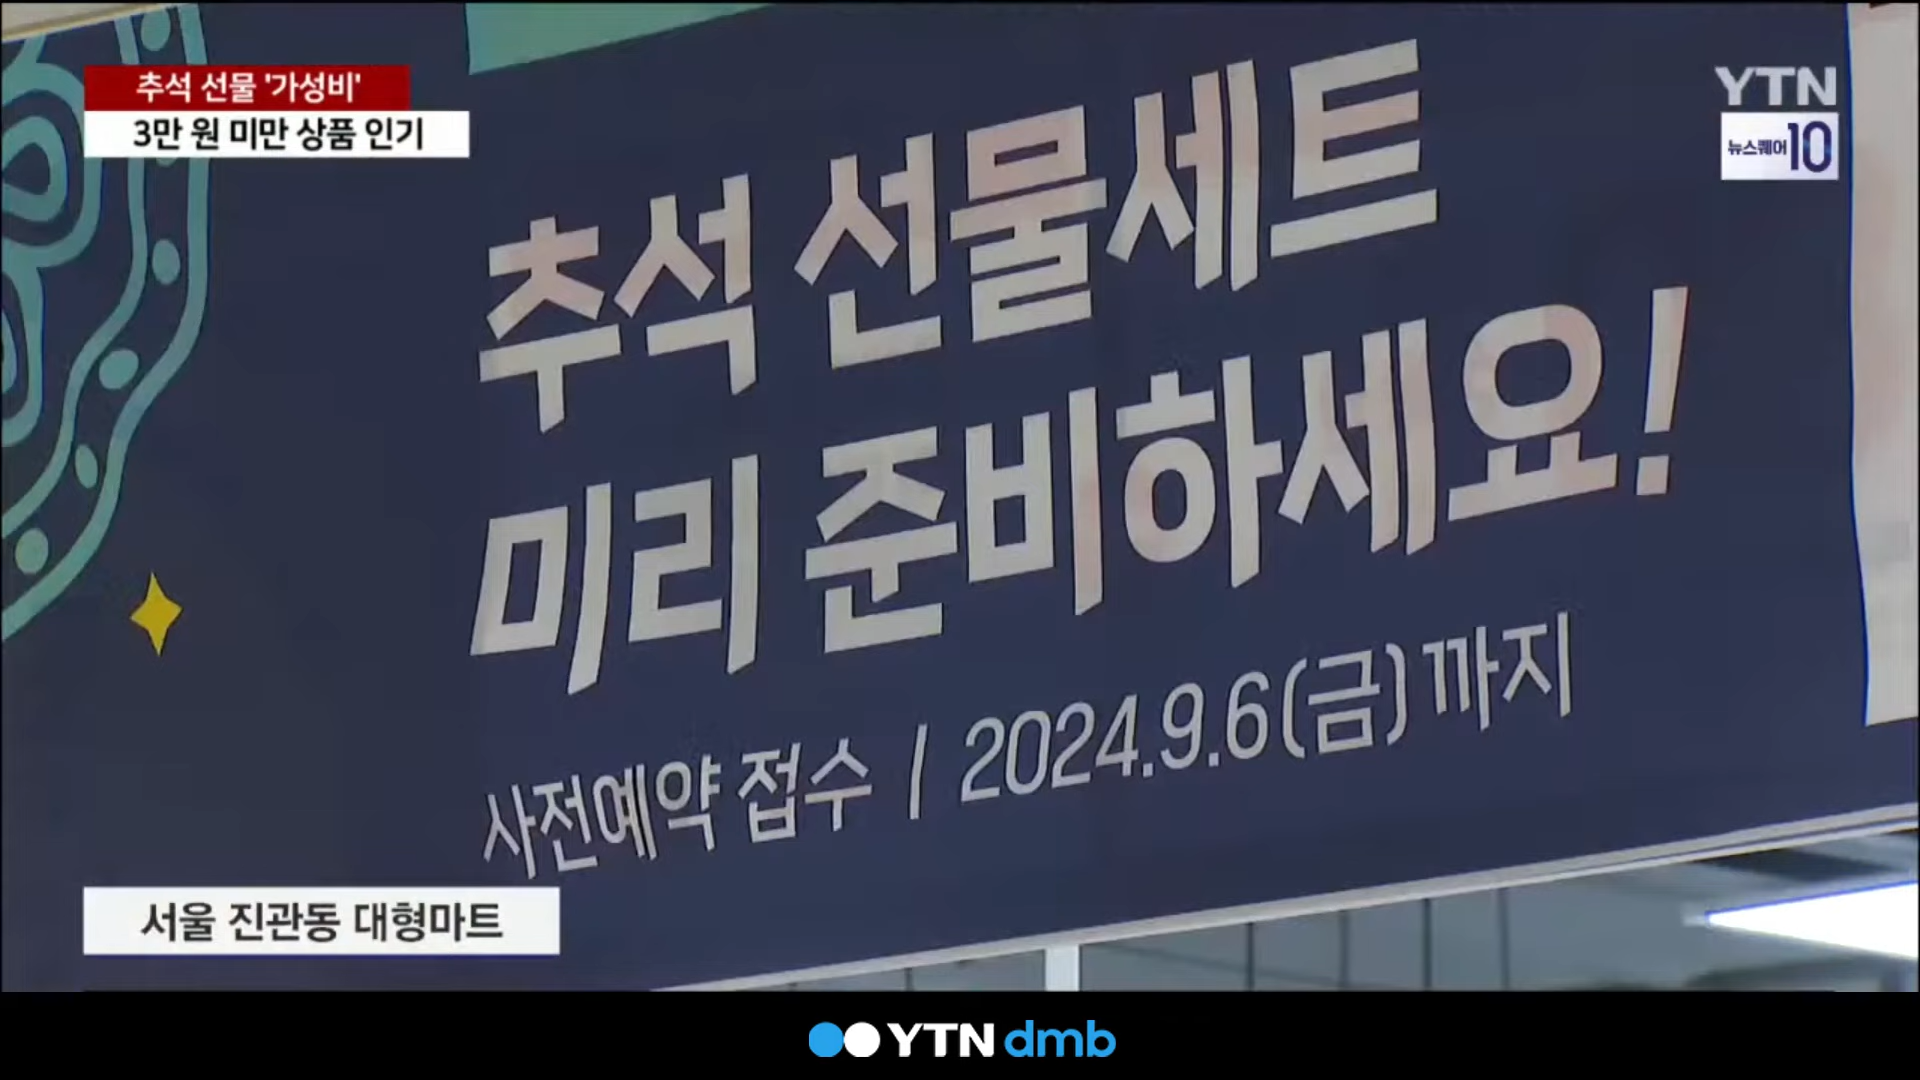 추석 선물 '가성비'
3만 원 미만 상품 인기
YTN
뉴스퀘어10
추석 선물세트
미리 준비하세요!
사전예약 접수 / 2024.9.6(금)까지
서울 진관동 대형마트
YTN dmb